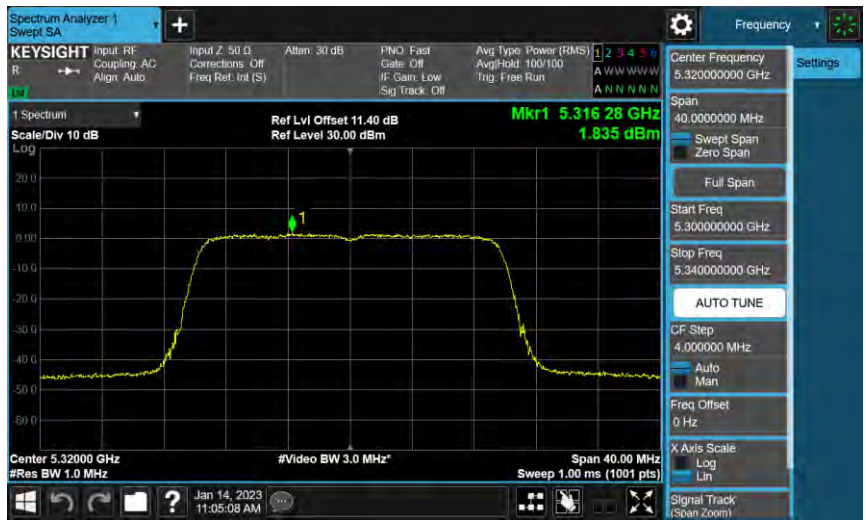 Spectrum Analyzer 1
Swept SA
Frequency
KEYSIGHT
R
Input: RF
Coupling: AC
Align: Auto
Input Z: 50 Ω
Corrections: Off
Freq Ref: Int (S)
Atten: 30 dB
PNO: Fast
Gate: Off
IF Gain: Low
Sig Track: Off
Avg Type: Power (RMS)
Avg|Hold: 100/100
Trig: Free Run
1 2 3 4 5 6
A W W W W W
A N N N N N
1 Spectrum
Scale/Div 10 dB
Log
Ref Lvl Offset 11.40 dB
Ref Level 30.00 dBm
Mkr1 5.316 28 GHz
1.835 dBm
20.0
10.0
0.00
-10.0
-20.0
-30.0
-40.0
-50.0
-60.0
1
Center 5.32000 GHz
#Res BW 1.0 MHz
#Video BW 3.0 MHz*
Span 40.00 MHz
Sweep 1.00 ms (1001 pts)
Jan 14, 2023
11:05:08 AM
?
Center Frequency
5.320000000 GHz
Settings
Span
40.0000000 MHz
Swept Span
Zero Span
Full Span
Start Freq
5.300000000 GHz
Stop Freq
5.340000000 GHz
AUTO TUNE
CF Step
4.000000 MHz
Auto
Man
Freq Offset
0 Hz
X Axis Scale
Log
Lin
Signal Track
(Span Zoom)